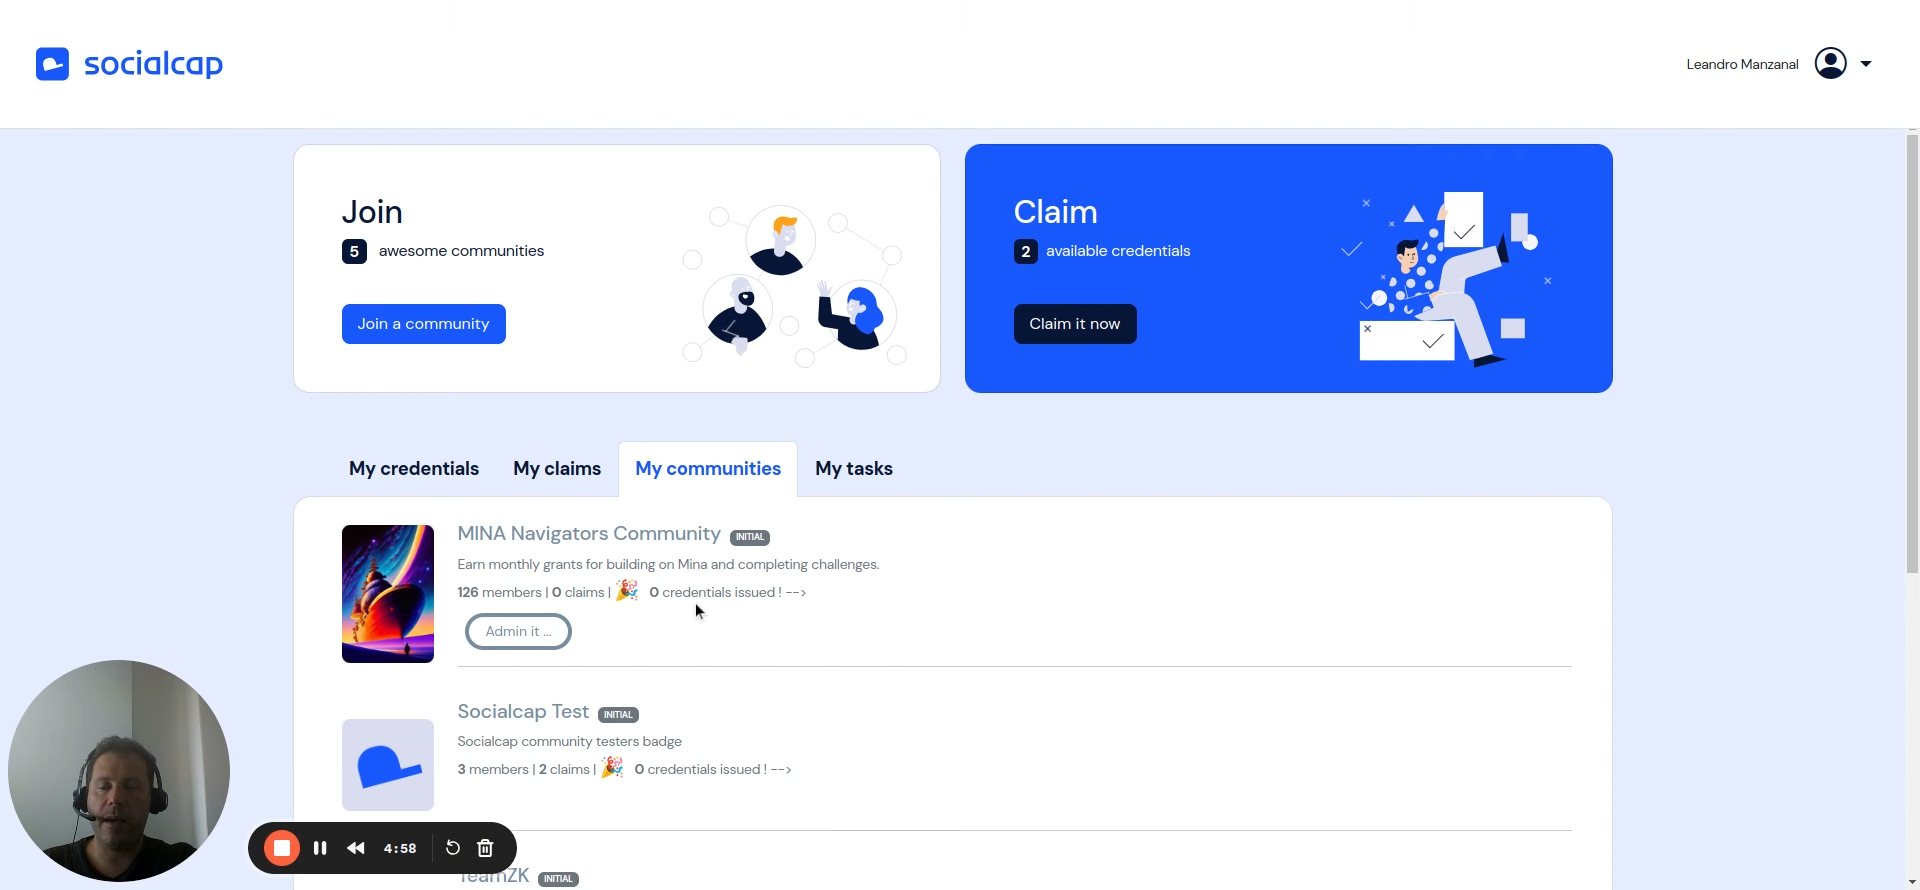 socialcap
Leandro Manzanal
Join
5 awesome communities
Join a community
Claim
2 available credentials
Claim it now
My credentials
My claims
My communities
My tasks
MINA Navigators Community INITIAL
Earn monthly grants for building on Mina and completing challenges.
126 members | 0 claims | 🎉 0 credentials issued ! -->
Admin it ...
Socialcap Test INITIAL
Socialcap community testers badge
3 members | 2 claims | 🎉 0 credentials issued ! -->
4:58
TeamZK INITIAL